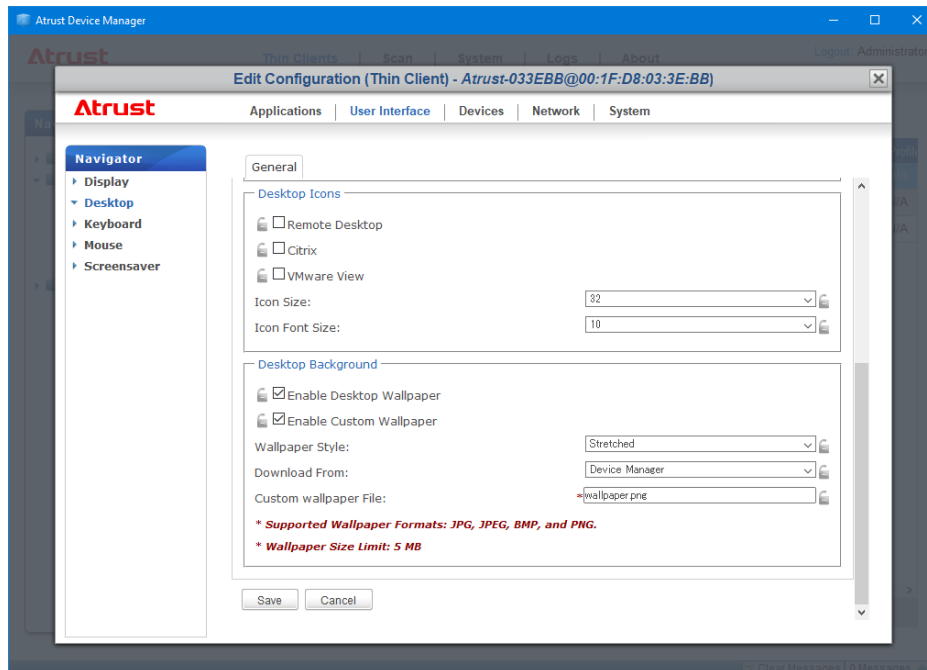 Atrust Device Manager
Atrust
Thin Clients | Scan | System | Logs | About
Logout Administrator
Edit Configuration (Thin Client) - Atrust-033EBB@00:1F:D8:03:3E:BB)
Atrust
Applications | User Interface | Devices | Network | System
Navigator
Display
Desktop
Keyboard
Mouse
Screensaver
General
Desktop Icons
Remote Desktop
Citrix
VMware View
Icon Size: 32
Icon Font Size: 10
Desktop Background
Enable Desktop Wallpaper
Enable Custom Wallpaper
Wallpaper Style: Stretched
Download From: Device Manager
Custom wallpaper File: *wallpaper.png
* Supported Wallpaper Formats: JPG, JPEG, BMP, and PNG.
* Wallpaper Size Limit: 5 MB
Save Cancel
Clear Messages | 0 Messages